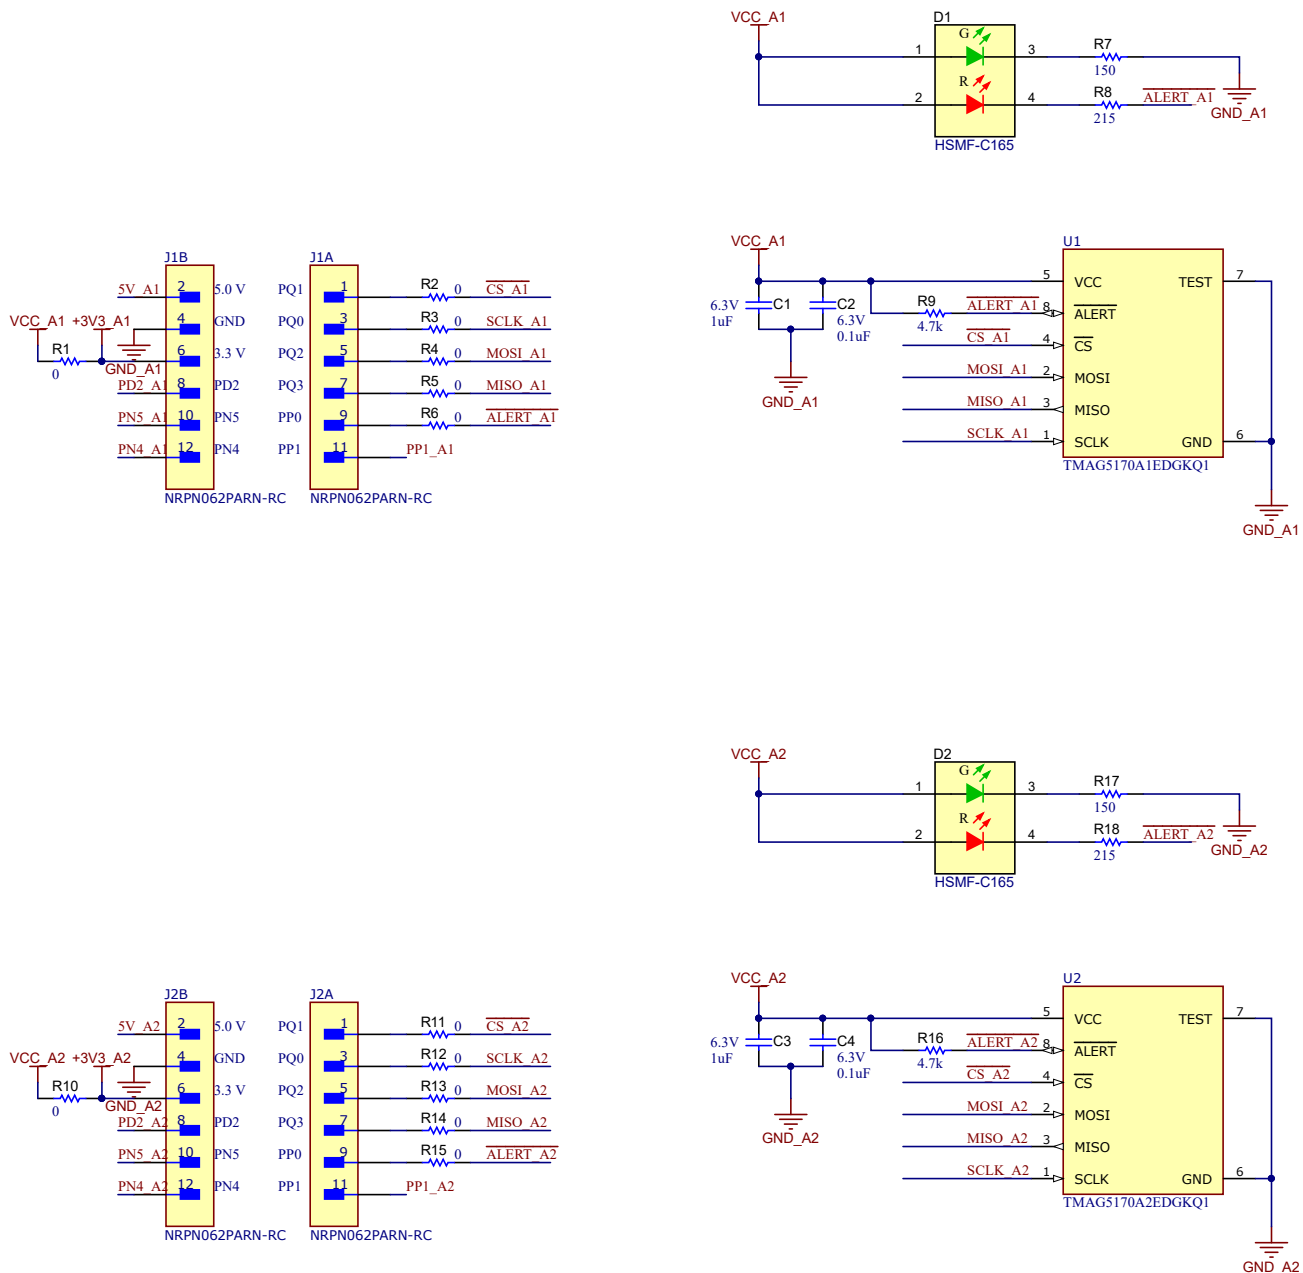 VCC_A1
D1
G
1
3
R7
150
R
2
4
R8
215
ALERT_A1
GND_A1
HSMF-C165
J1B
J1A
5V_A1
2
5.0 V
PQ1
1
R2
0
CS_A1
4
GND
PQ0
3
R3
0
SCLK_A1
VCC_A1
+3V3_A1
R1
0
GND_A1
6
3.3 V
PQ2
5
R4
0
MOSI_A1
PD2_A1
8
PD2
PQ3
7
R5
0
MISO_A1
PN5_A1
10
PN5
PP0
9
R6
0
ALERT_A1
PN4_A1
12
PN4
PP1
11
PP1_A1
NRPN062PARN-RC
NRPN062PARN-RC
VCC_A1
U1
5
VCC
TEST
7
6.3V
1uF
C1
C2
6.3V
0.1uF
R9
4.7k
ALERT_A1
8
ALERT
CS_A1
4
CS
GND_A1
MOSI_A1
2
MOSI
MISO_A1
3
MISO
SCLK_A1
1
SCLK
GND
6
TMAG5170A1EDGKQ1
GND_A1
VCC_A2
D2
G
1
3
R17
150
R
2
4
R18
215
ALERT_A2
GND_A2
HSMF-C165
J2B
J2A
5V_A2
2
5.0 V
PQ1
1
R11
0
CS_A2
4
GND
PQ0
3
R12
0
SCLK_A2
VCC_A2
+3V3_A2
R10
0
GND_A2
6
3.3 V
PQ2
5
R13
0
MOSI_A2
PD2_A2
8
PD2
PQ3
7
R14
0
MISO_A2
PN5_A2
10
PN5
PP0
9
R15
0
ALERT_A2
PN4_A2
12
PN4
PP1
11
PP1_A2
NRPN062PARN-RC
NRPN062PARN-RC
VCC_A2
U2
5
VCC
TEST
7
6.3V
1uF
C3
C4
6.3V
0.1uF
R16
4.7k
ALERT_A2
8
ALERT
CS_A2
4
CS
GND_A2
MOSI_A2
2
MOSI
MISO_A2
3
MISO
SCLK_A2
1
SCLK
GND
6
TMAG5170A2EDGKQ1
GND_A2